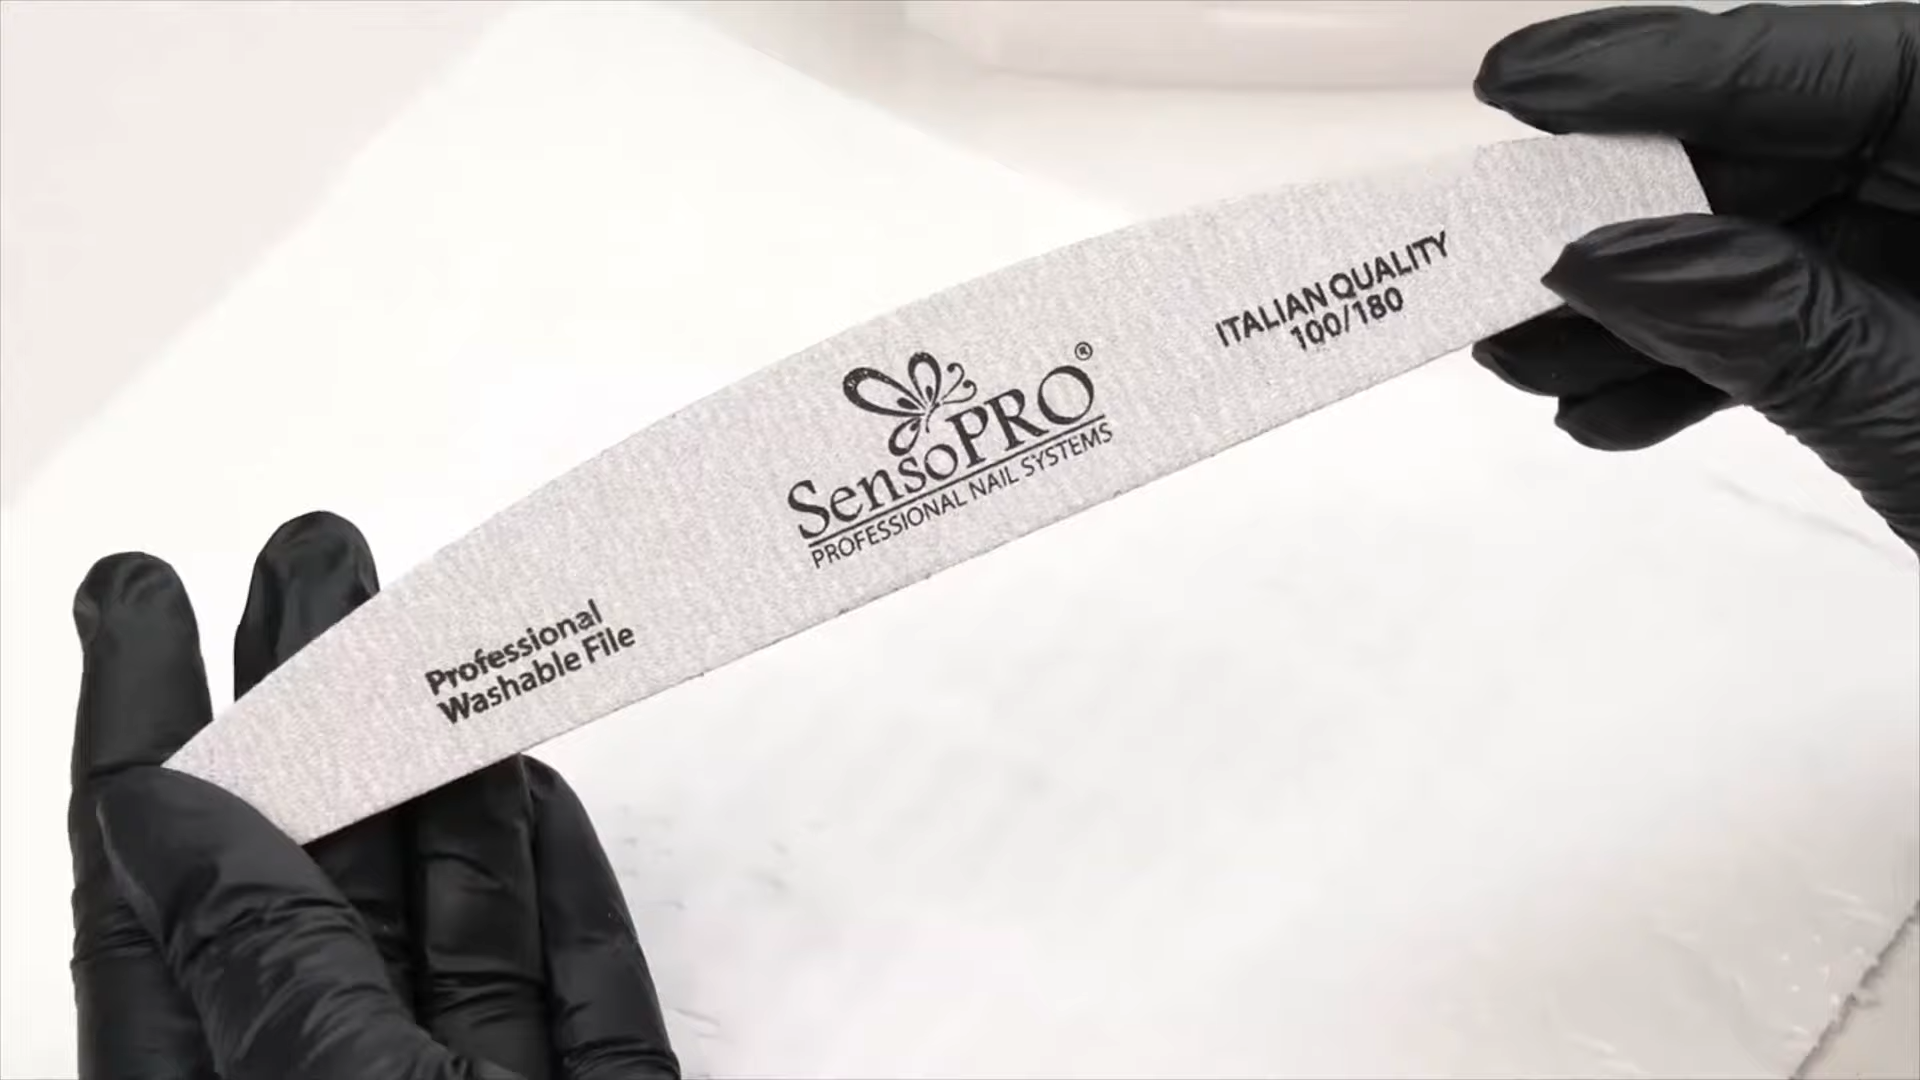 Professional
Washable File
SensoPRO®
PROFESSIONAL NAIL SYSTEMS
ITALIAN QUALITY
100/180